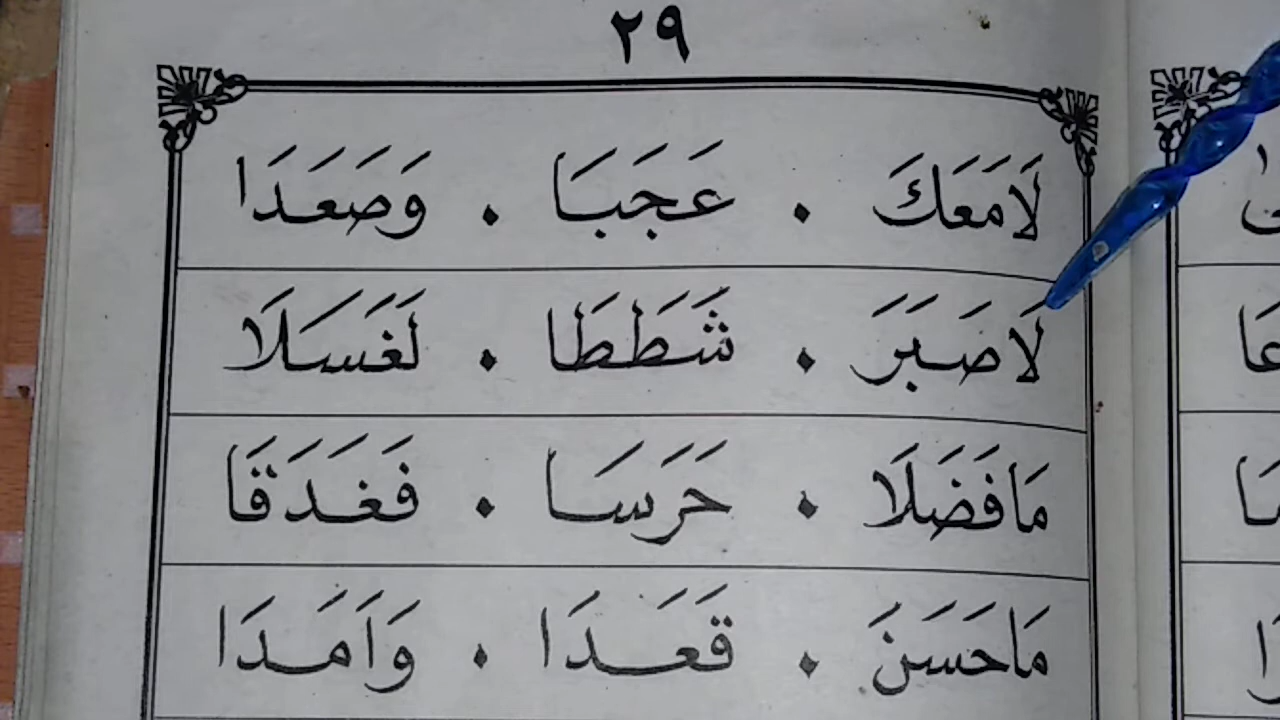 ٢٩
لَامَعَكَ . عَجَبَا . وَصَعَدَا
لَاصَبَرَ . شَطَطَا . لَغَسَلَا
مَافَضَلَا . حَرَسَا . فَغَدَقَا
مَاحَسَنَ . قَعَدَا . وَاَمَدَا